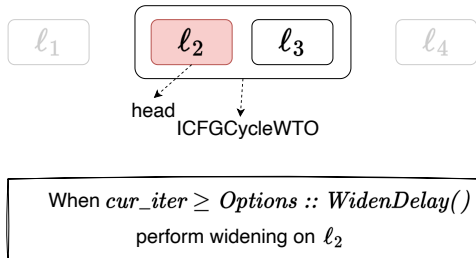 ℓ₁ ℓ₂ ℓ₃ ℓ₄
head
ICFGCycleWTO
When cur_iter ≥ Options :: WidenDelay()
perform widening on ℓ₂